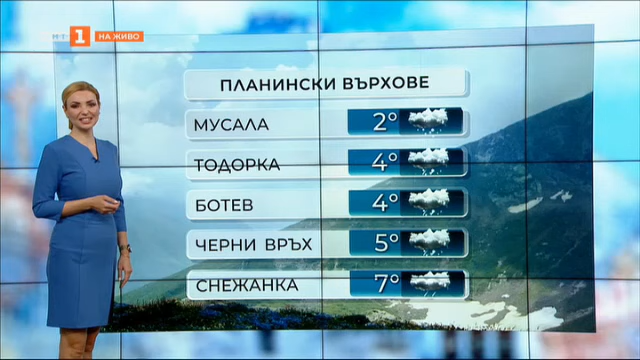 БНТ 1 НА ЖИВО
ПЛАНИНСКИ ВЪРХОВЕ
МУСАЛА 2°
ТОДОРКА 4°
БОТЕВ 4°
ЧЕРНИ ВРЪХ 5°
СНЕЖАНКА 7°